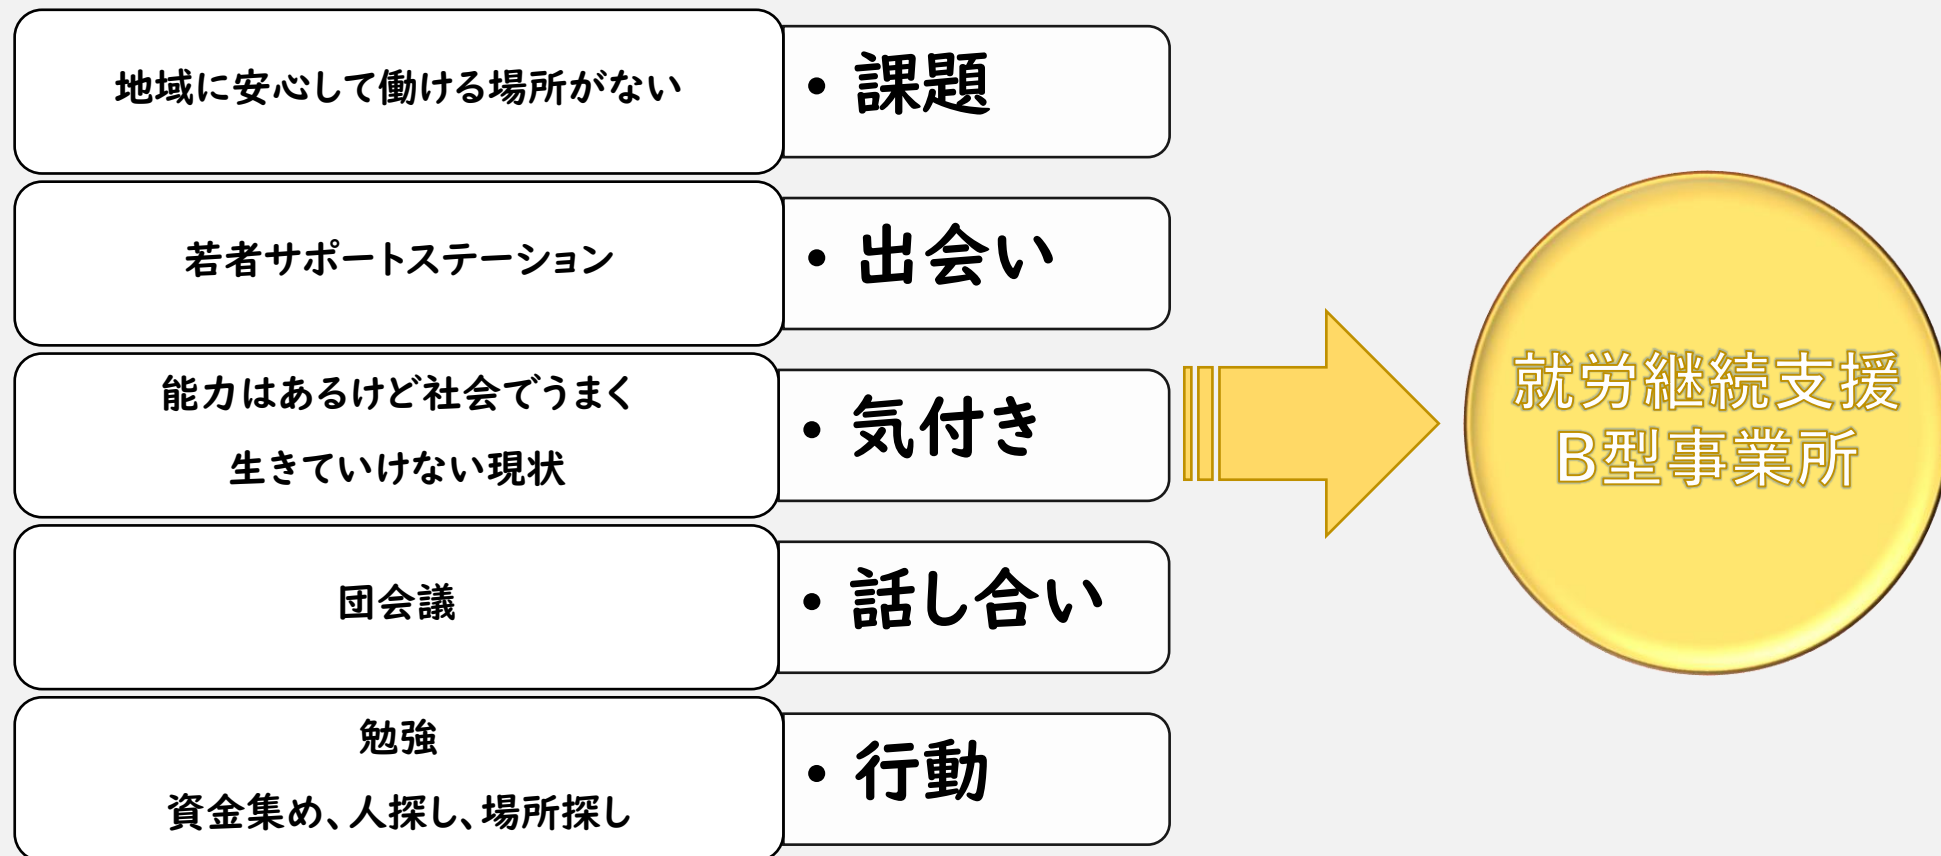 地域に安心して働ける場所がない
• 課題
若者サポートステーション
• 出会い
能力はあるけど社会でうまく
生きていけない現状
• 気付き
団会議
• 話し合い
勉強
資金集め、人探し、場所探し
• 行動
就労継続支援
B型事業所